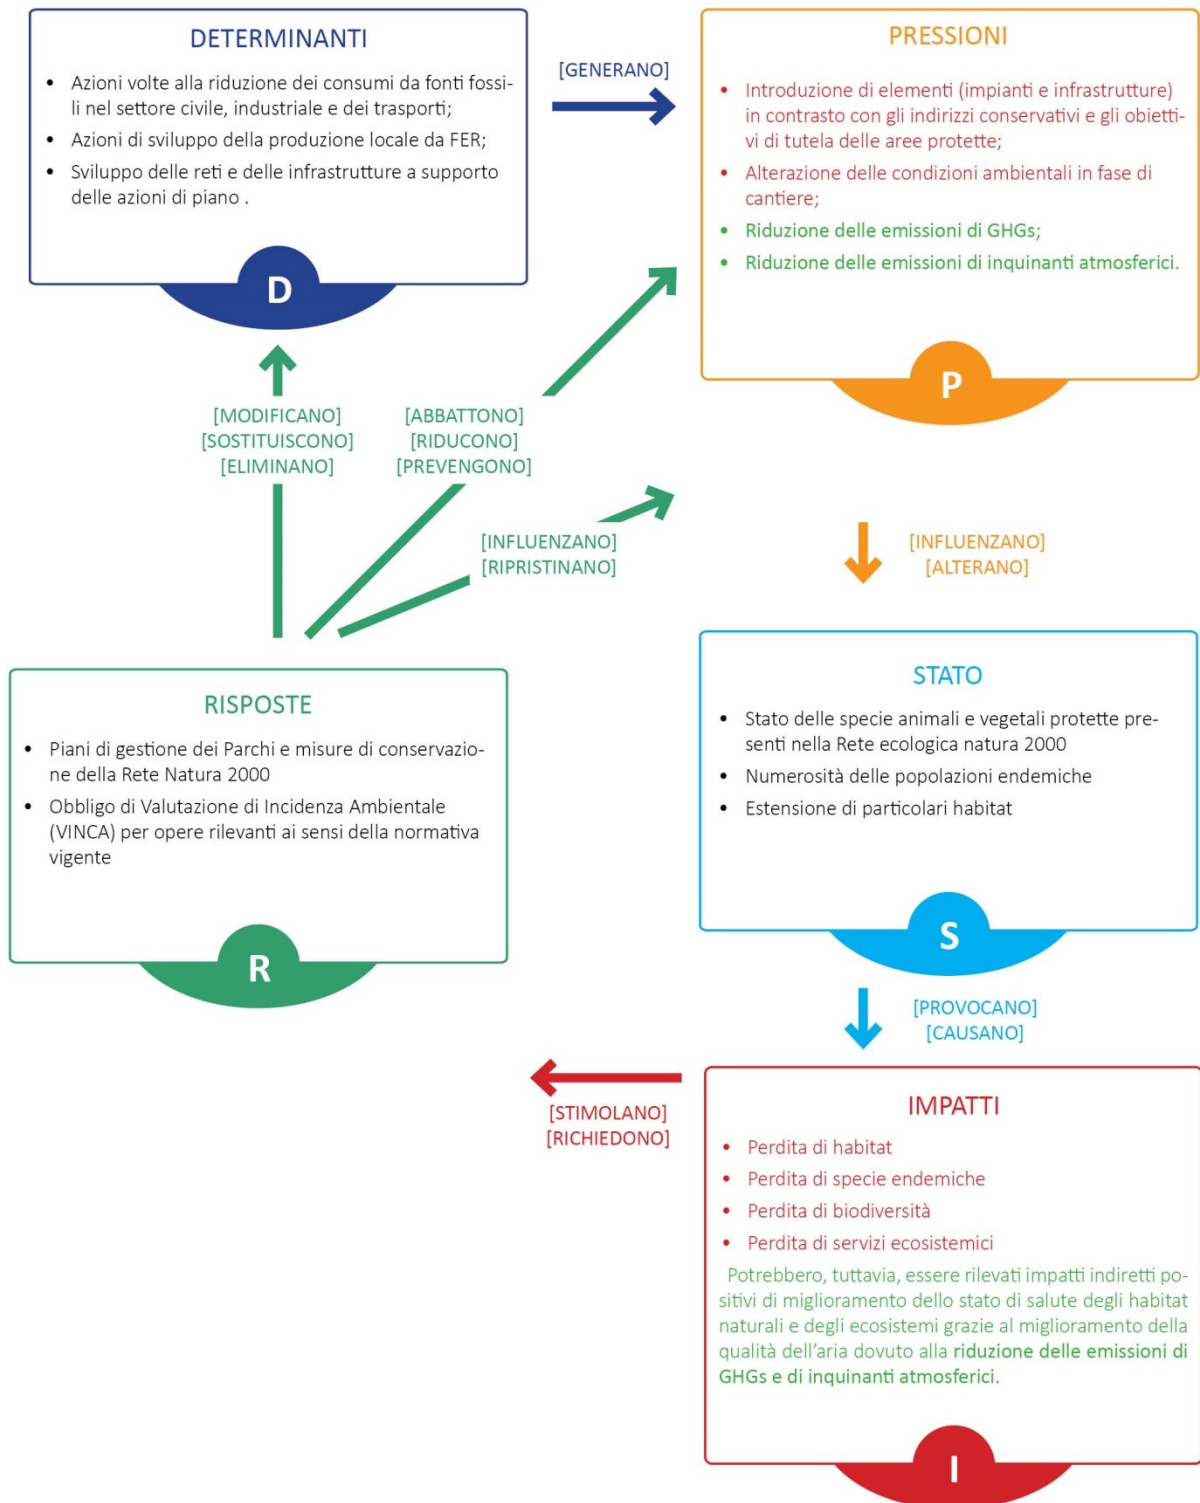 DETERMINANTI
• Azioni volte alla riduzione dei consumi da fonti fossi-
li nel settore civile, industriale e dei trasporti;
• Azioni di sviluppo della produzione locale da FER;
• Sviluppo delle reti e delle infrastrutture a supporto
delle azioni di piano .
D
[GENERANO]
PRESSIONI
• Introduzione di elementi (impianti e infrastrutture)
in contrasto con gli indirizzi conservativi e gli obietti-
vi di tutela delle aree protette;
• Alterazione delle condizioni ambientali in fase di
cantiere;
• Riduzione delle emissioni di GHGs;
• Riduzione delle emissioni di inquinanti atmosferici.
P
[MODIFICANO]
[SOSTITUISCONO]
[ELIMINANO]
[ABBATTONO]
[RIDUCONO]
[PREVENGONO]
[INFLUENZANO]
[RIPRISTINANO]
[INFLUENZANO]
[ALTERANO]
RISPOSTE
• Piani di gestione dei Parchi e misure di conservazio-
ne della Rete Natura 2000
• Obbligo di Valutazione di Incidenza Ambientale
(VINCA) per opere rilevanti ai sensi della normativa
vigente
R
STATO
• Stato delle specie animali e vegetali protette pre-
senti nella Rete ecologica natura 2000
• Numerosità delle popolazioni endemiche
• Estensione di particolari habitat
S
[PROVOCANO]
[CAUSANO]
[STIMOLANO]
[RICHIEDONO]
IMPATTI
• Perdita di habitat
• Perdita di specie endemiche
• Perdita di biodiversità
• Perdita di servizi ecosistemici
Potrebbero, tuttavia, essere rilevati impatti indiretti po-
sitivi di miglioramento dello stato di salute degli habitat
naturali e degli ecosistemi grazie al miglioramento della
qualità dell'aria dovuto alla riduzione delle emissioni di
GHGs e di inquinanti atmosferici.
I